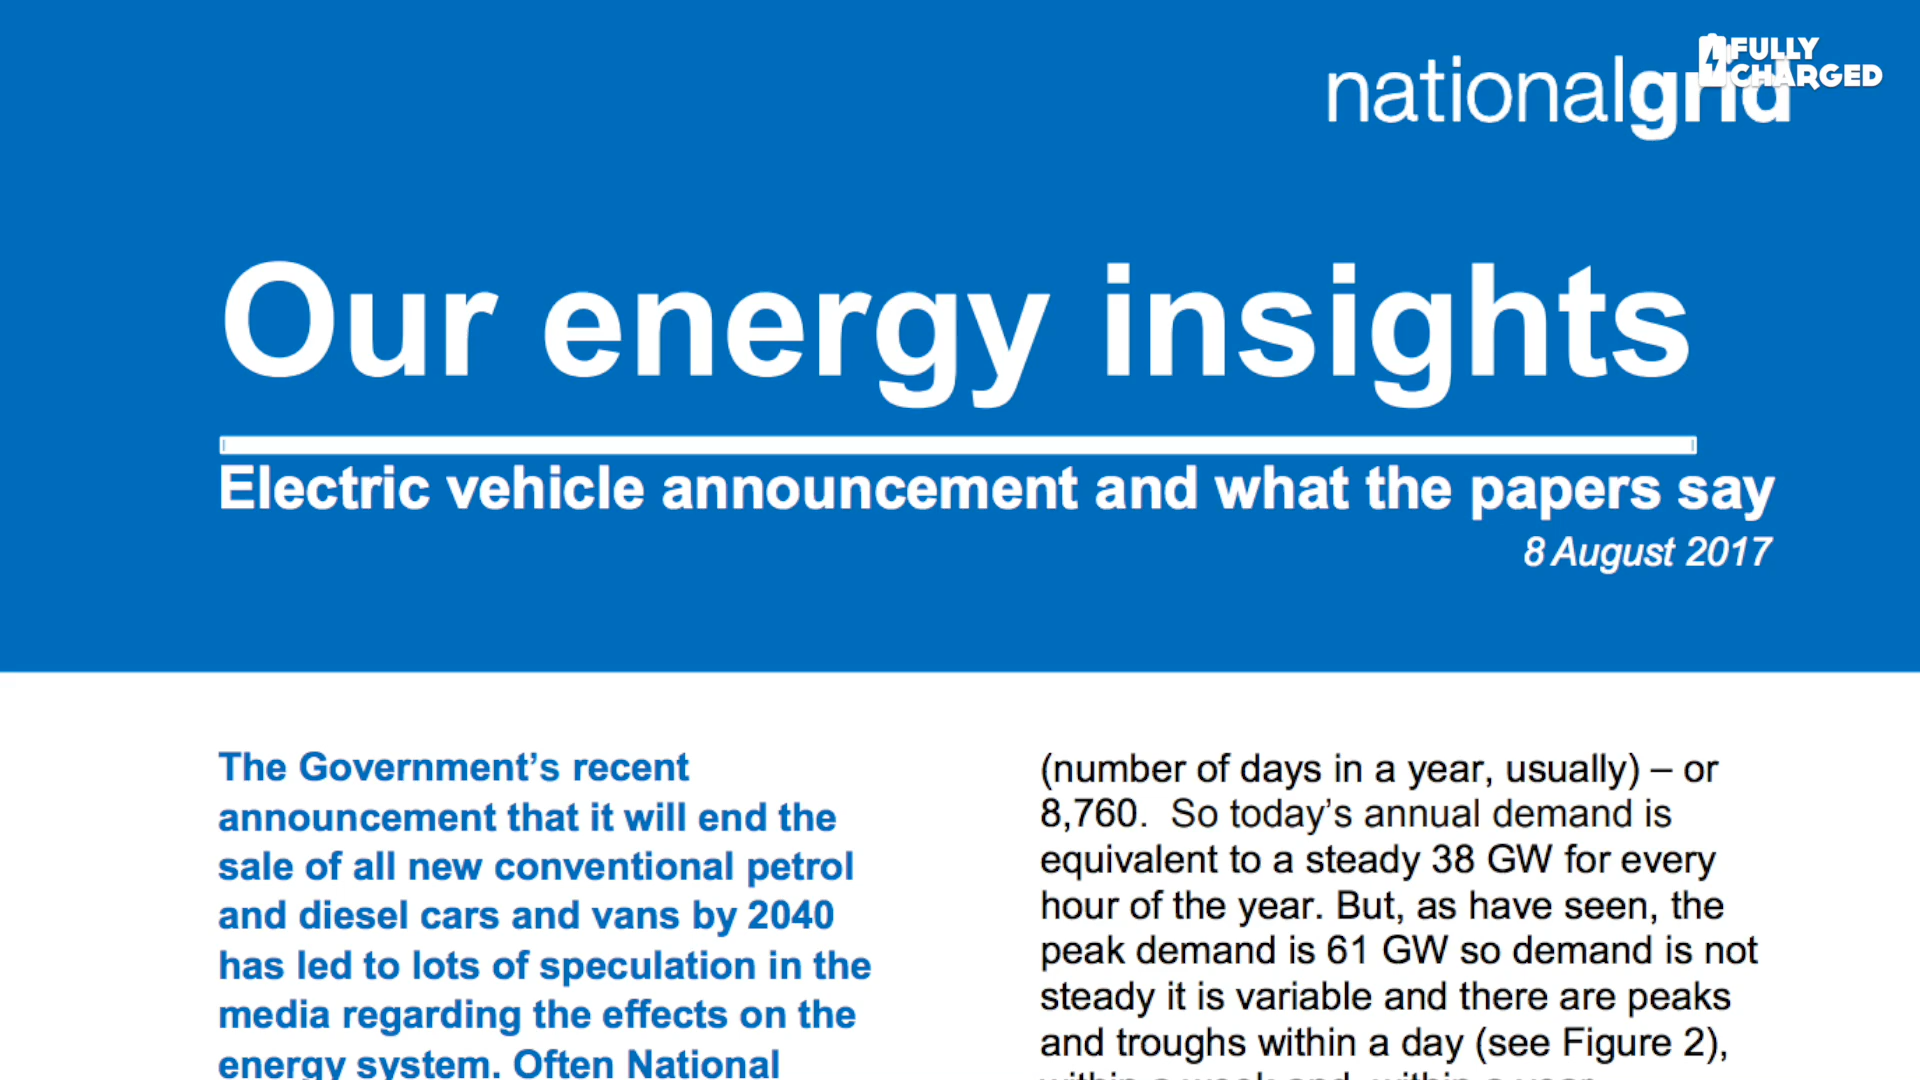 FULLY
CHARGED
nationalgrid
Our energy insights
Electric vehicle announcement and what the papers say
8 August 2017
The Government’s recent
announcement that it will end the
sale of all new conventional petrol
and diesel cars and vans by 2040
has led to lots of speculation in the
media regarding the effects on the
energy system. Often National
(number of days in a year, usually) – or
8,760. So today’s annual demand is
equivalent to a steady 38 GW for every
hour of the year. But, as have seen, the
peak demand is 61 GW so demand is not
steady it is variable and there are peaks
and troughs within a day (see Figure 2),
within a week and, within a year